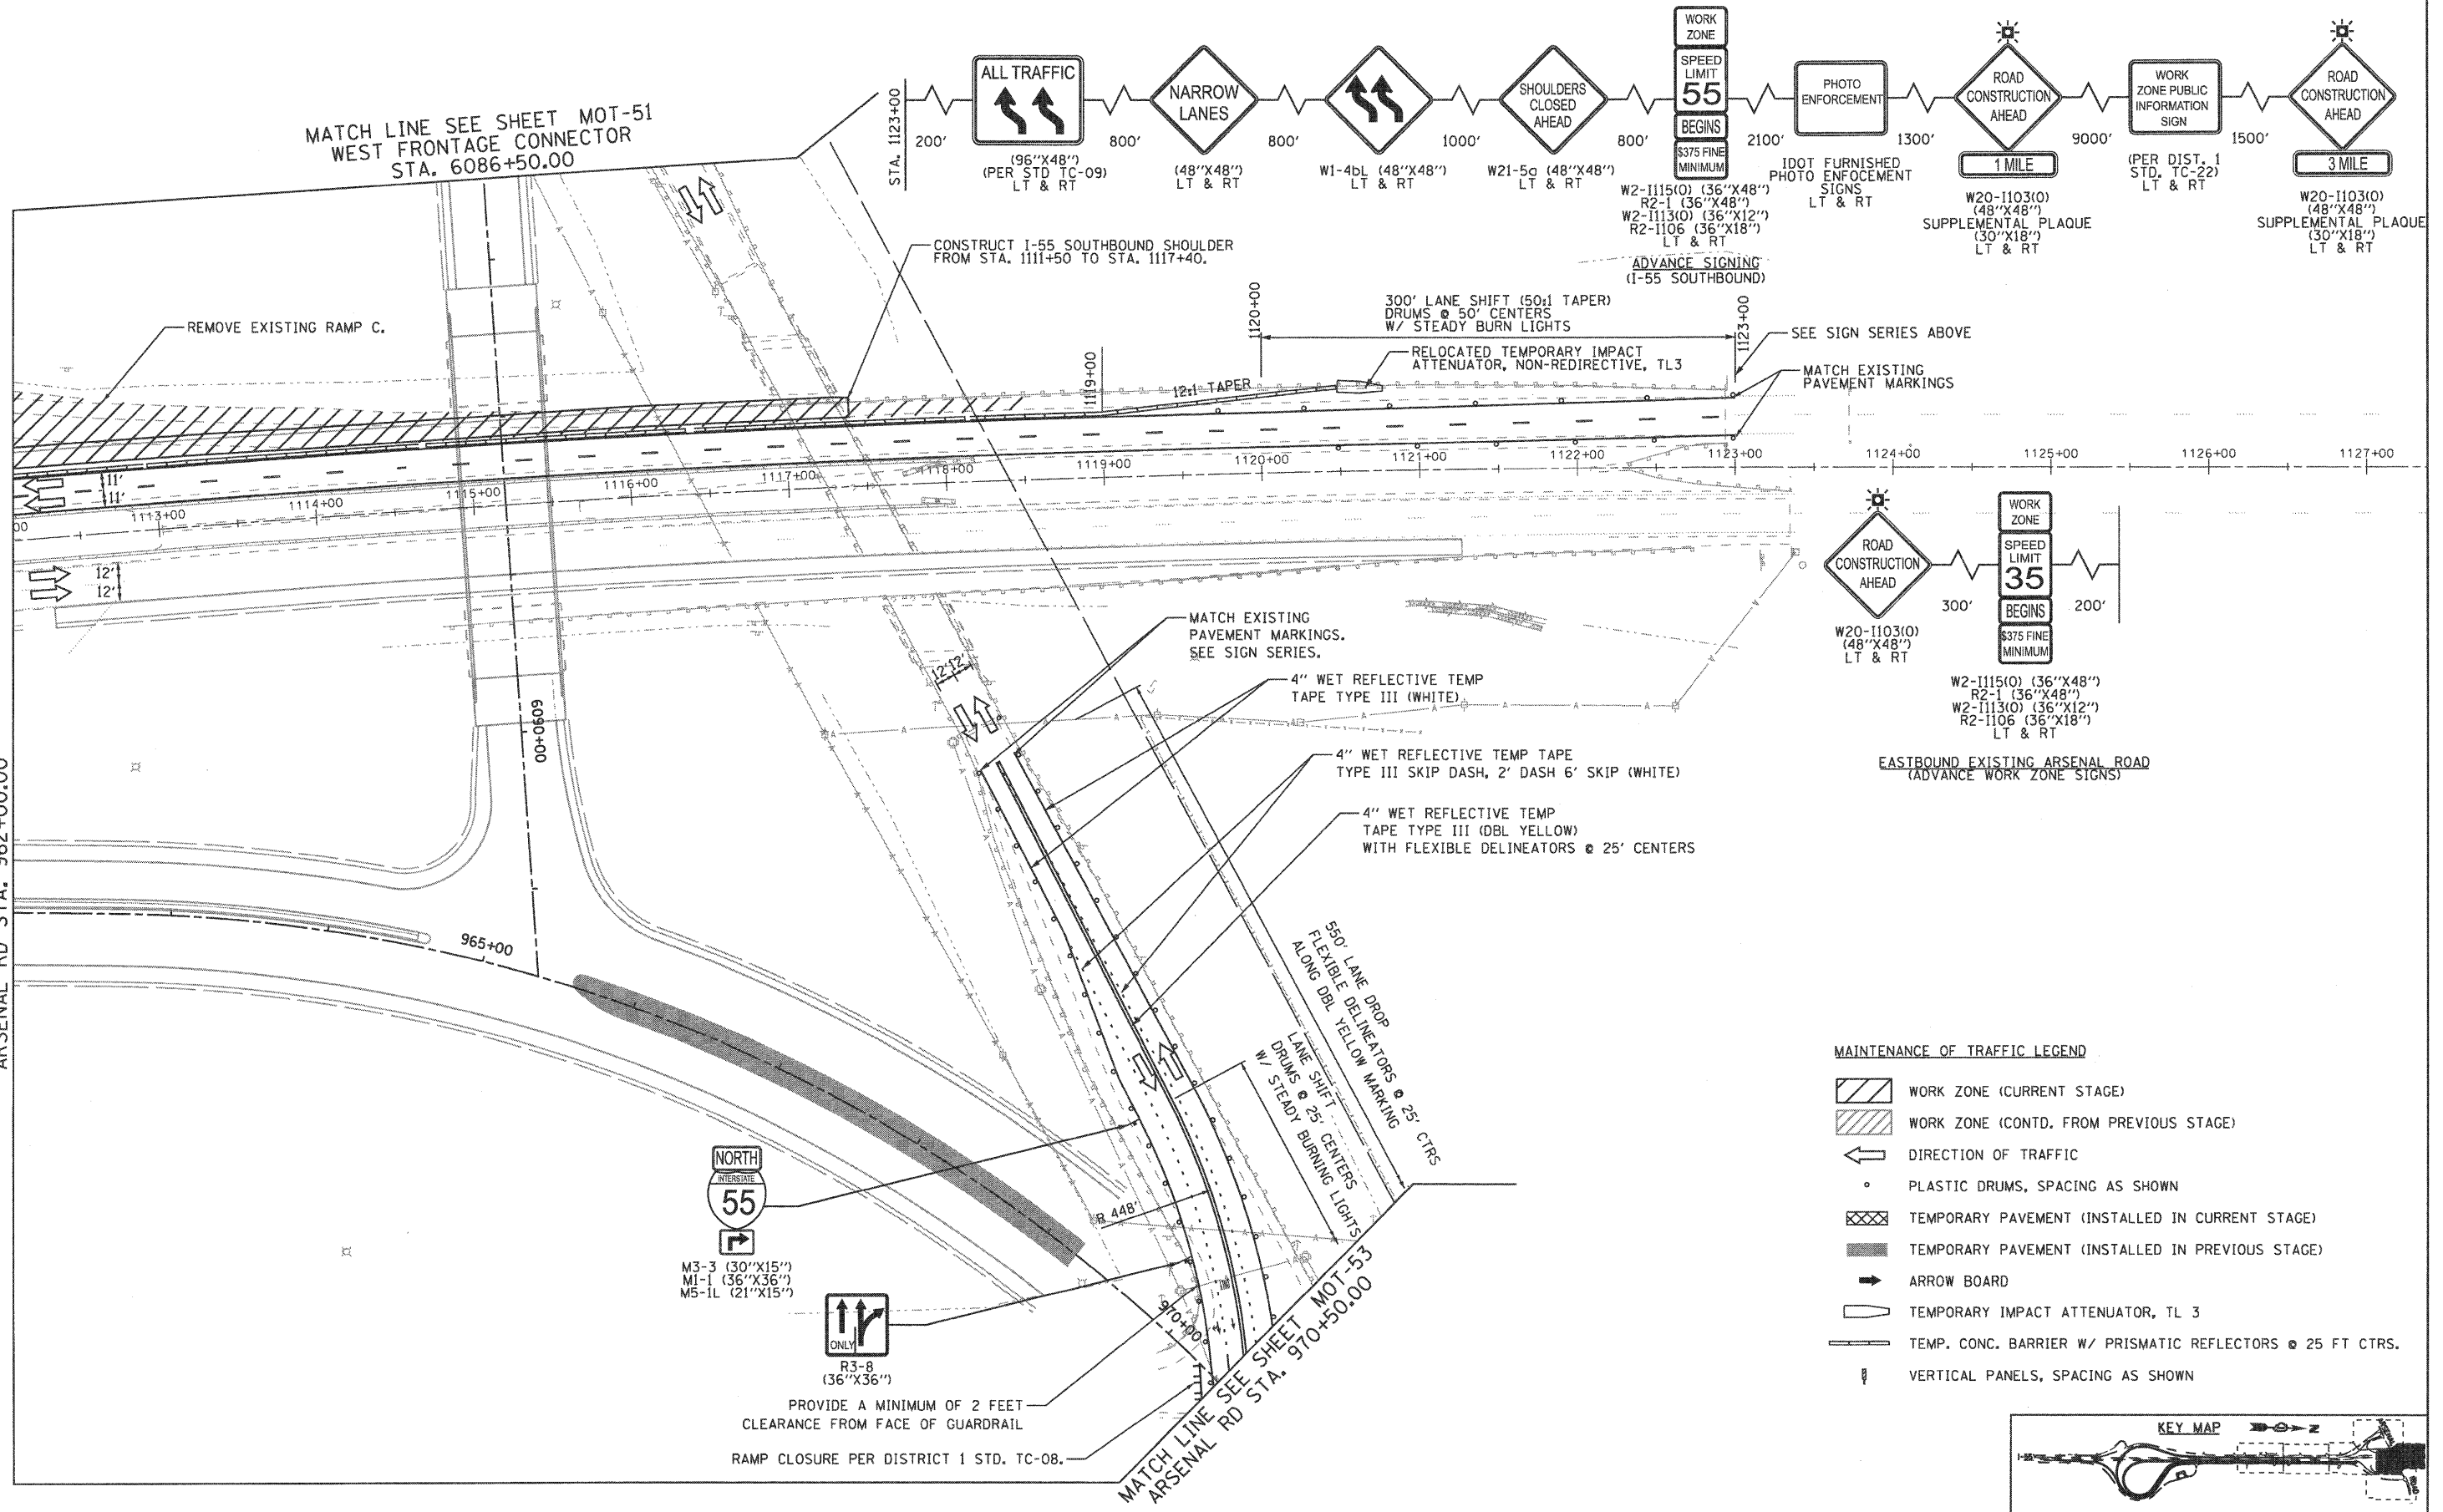 MATCH LINE SEE SHEET MOT-51
WEST FRONTAGE CONNECTOR
STA. 6086+50.00
STA. 1123+00
200'
ALL TRAFFIC
(96"X48")
(PER STD TC-09)
LT & RT
800'
NARROW
LANES
(48"X48")
LT & RT
800'
W1-4bL (48"X48")
LT & RT
1000'
SHOULDERS
CLOSED
AHEAD
W21-5a (48"X48")
LT & RT
800'
WORK
ZONE
SPEED
LIMIT
55
BEGINS
$375 FINE
MINIMUM
W2-I115(0) (36"X48")
R2-1 (36"X48")
W2-I113(0) (36"X12")
R2-I106 (36"X18")
LT & RT
ADVANCE SIGNING
(I-55 SOUTHBOUND)
2100'
PHOTO
ENFORCEMENT
IDOT FURNISHED
PHOTO ENFOCEMENT
SIGNS
LT & RT
1300'
ROAD
CONSTRUCTION
AHEAD
1 MILE
W20-I103(0)
(48"X48")
SUPPLEMENTAL PLAQUE
(30"X18")
LT & RT
9000'
WORK
ZONE PUBLIC
INFORMATION
SIGN
(PER DIST. 1
STD. TC-22)
LT & RT
1500'
ROAD
CONSTRUCTION
AHEAD
3 MILE
W20-I103(0)
(48"X48")
SUPPLEMENTAL PLAQUE
(30"X18")
LT & RT
CONSTRUCT I-55 SOUTHBOUND SHOULDER
FROM STA. 1111+50 TO STA. 1117+40.
REMOVE EXISTING RAMP C.
1120+00
300' LANE SHIFT (50:1 TAPER)
DRUMS @ 50' CENTERS
W/ STEADY BURN LIGHTS
1123+00
SEE SIGN SERIES ABOVE
RELOCATED TEMPORARY IMPACT
ATTENUATOR, NON-REDIRECTIVE, TL3
MATCH EXISTING
PAVEMENT MARKINGS
1119+00
12:1 TAPER
11'
11'
00
1113+00
1114+00
1115+00
1116+00
1117+00
1118+00
1119+00
1120+00
1121+00
1122+00
1123+00
1124+00
1125+00
1126+00
1127+00
12'
12'
ROAD
CONSTRUCTION
AHEAD
W20-I103(0)
(48"X48")
LT & RT
300'
WORK
ZONE
SPEED
LIMIT
35
BEGINS
$375 FINE
MINIMUM
200'
W2-I115(0) (36"X48")
R2-1 (36"X48")
W2-I113(0) (36"X12")
R2-I106 (36"X18")
LT & RT
EASTBOUND EXISTING ARSENAL ROAD
(ADVANCE WORK ZONE SIGNS)
MATCH EXISTING
PAVEMENT MARKINGS.
SEE SIGN SERIES.
12'12'
4" WET REFLECTIVE TEMP
TAPE TYPE III (WHITE)
4" WET REFLECTIVE TEMP TAPE
TYPE III SKIP DASH, 2' DASH 6' SKIP (WHITE)
4" WET REFLECTIVE TEMP
TAPE TYPE III (DBL YELLOW)
WITH FLEXIBLE DELINEATORS @ 25' CENTERS
6090+00
ARSENAL RD STA. 962+00.00
965+00
550' LANE DROP
FLEXIBLE DELINEATORS @ 25' CTRS
ALONG DBL YELLOW MARKING
LANE SHIFT
DRUMS @ 25' CENTERS
W/ STEADY BURNING LIGHTS
R 448'
NORTH
INTERSTATE
55
M3-3 (30"X15")
M1-1 (36"X36")
M5-1L (21"X15")
ONLY
R3-8
(36"X36")
970+00
PROVIDE A MINIMUM OF 2 FEET
CLEARANCE FROM FACE OF GUARDRAIL
RAMP CLOSURE PER DISTRICT 1 STD. TC-08.
MATCH LINE SEE SHEET MOT-53
ARSENAL RD STA. 970+50.00
MAINTENANCE OF TRAFFIC LEGEND
WORK ZONE (CURRENT STAGE)
WORK ZONE (CONTD. FROM PREVIOUS STAGE)
DIRECTION OF TRAFFIC
PLASTIC DRUMS, SPACING AS SHOWN
TEMPORARY PAVEMENT (INSTALLED IN CURRENT STAGE)
TEMPORARY PAVEMENT (INSTALLED IN PREVIOUS STAGE)
ARROW BOARD
TEMPORARY IMPACT ATTENUATOR, TL 3
TEMP. CONC. BARRIER W/ PRISMATIC REFLECTORS @ 25 FT CTRS.
VERTICAL PANELS, SPACING AS SHOWN
KEY MAP
Z